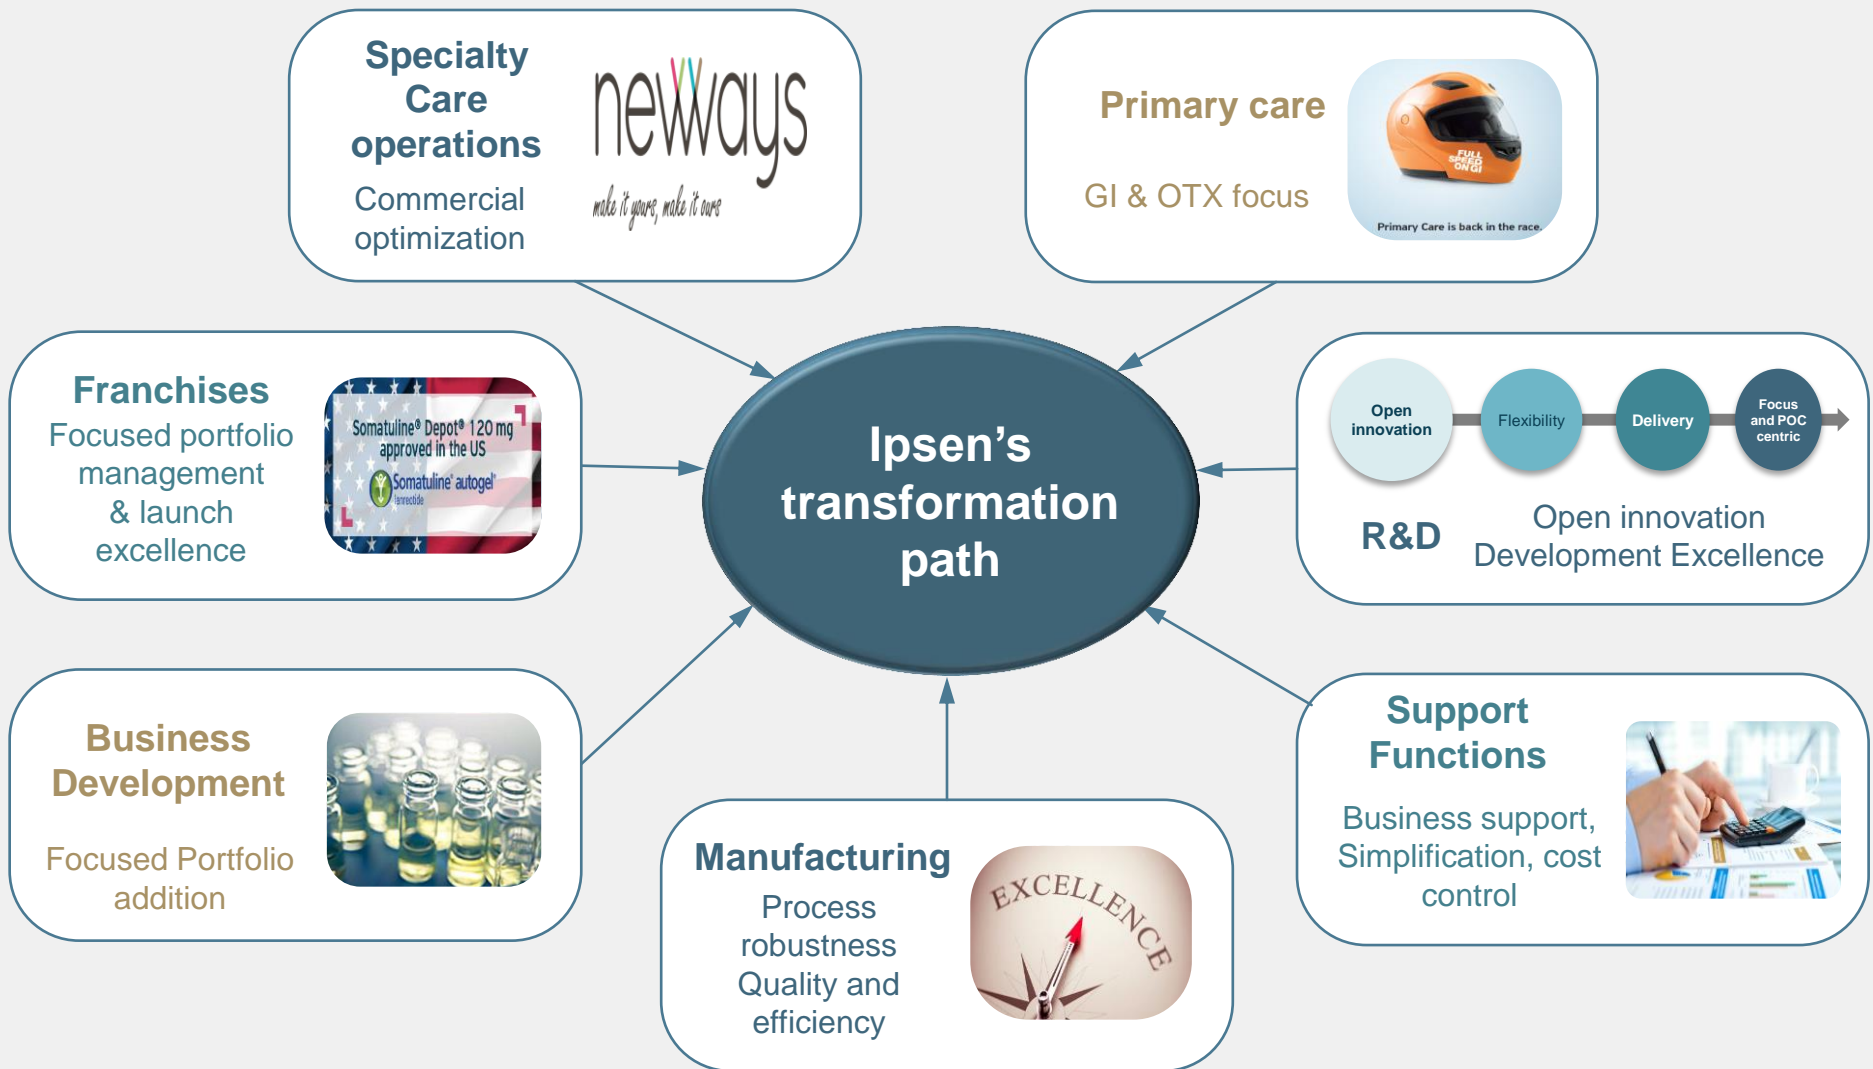 Specialty
Care
operations
Commercial
optimization
newways
make it yours, make it ours
Primary care
GI & OTX focus
FULL
SPEED
ON GI
Primary Care is back in the race.
Franchises
Focused portfolio
management
& launch
excellence
Somatuline® Depot® 120 mg
approved in the US
Somatuline® autogel®
lanreotide
Ipsen’s
transformation
path
Open
innovation
Flexibility
Delivery
Focus
and POC
centric
R&D
Open innovation
Development Excellence
Business
Development
Focused Portfolio
addition
Manufacturing
Process
robustness
Quality and
efficiency
EXCELLENCE
Support
Functions
Business support,
Simplification, cost
control